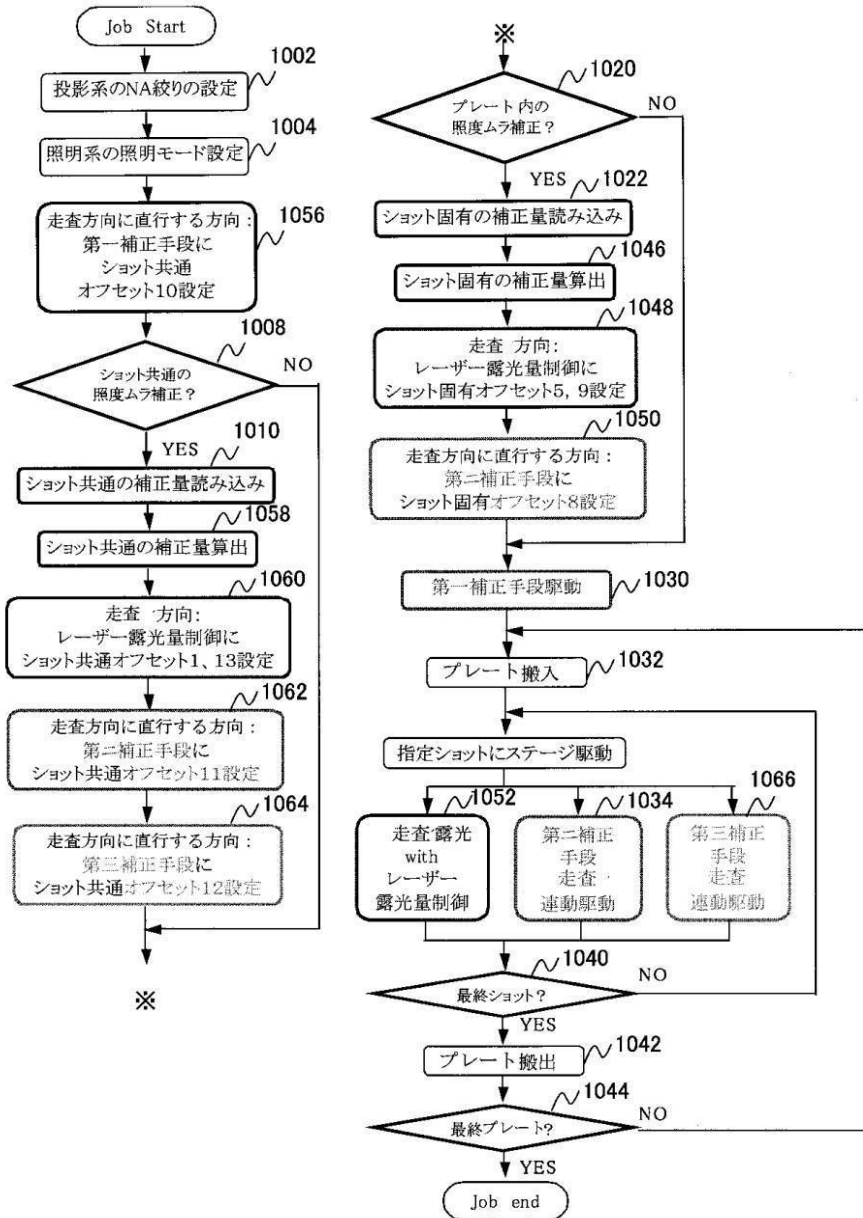 Job Start
1002
投影系のNA絞りの設定
1004
照明系の照明モード設定
1056
走査方向に直行する方向：
第一補正手段に
ショット共通
オフセット10設定
1008
NO
ショット共通の
照度ムラ補正？
YES
1010
ショット共通の補正量読み込み
1058
ショット共通の補正量算出
1060
走査 方向：
レーザー露光量制御に
ショット共通オフセット1、13設定
1062
走査方向に直行する方向：
第二補正手段に
ショット共通オフセット11設定
1064
走査方向に直行する方向：
第三補正手段に
ショット共通オフセット12設定
※
※
1020
NO
プレート内の
照度ムラ補正？
YES
1022
ショット固有の補正量読み込み
1046
ショット固有の補正量算出
1048
走査 方向：
レーザー露光量制御に
ショット固有オフセット5, 9設定
1050
走査方向に直行する方向：
第二補正手段に
ショット固有オフセット8設定
第一補正手段駆動
1030
プレート搬入
1032
指定ショットにステージ駆動
1052
走査露光
with
レーザー
露光量制御
1034
第二補正
手段
走査
連動駆動
1066
第三補正
手段
走査
連動駆動
1040
NO
最終ショット？
YES
プレート搬出
1042
1044
NO
最終プレート？
YES
Job end